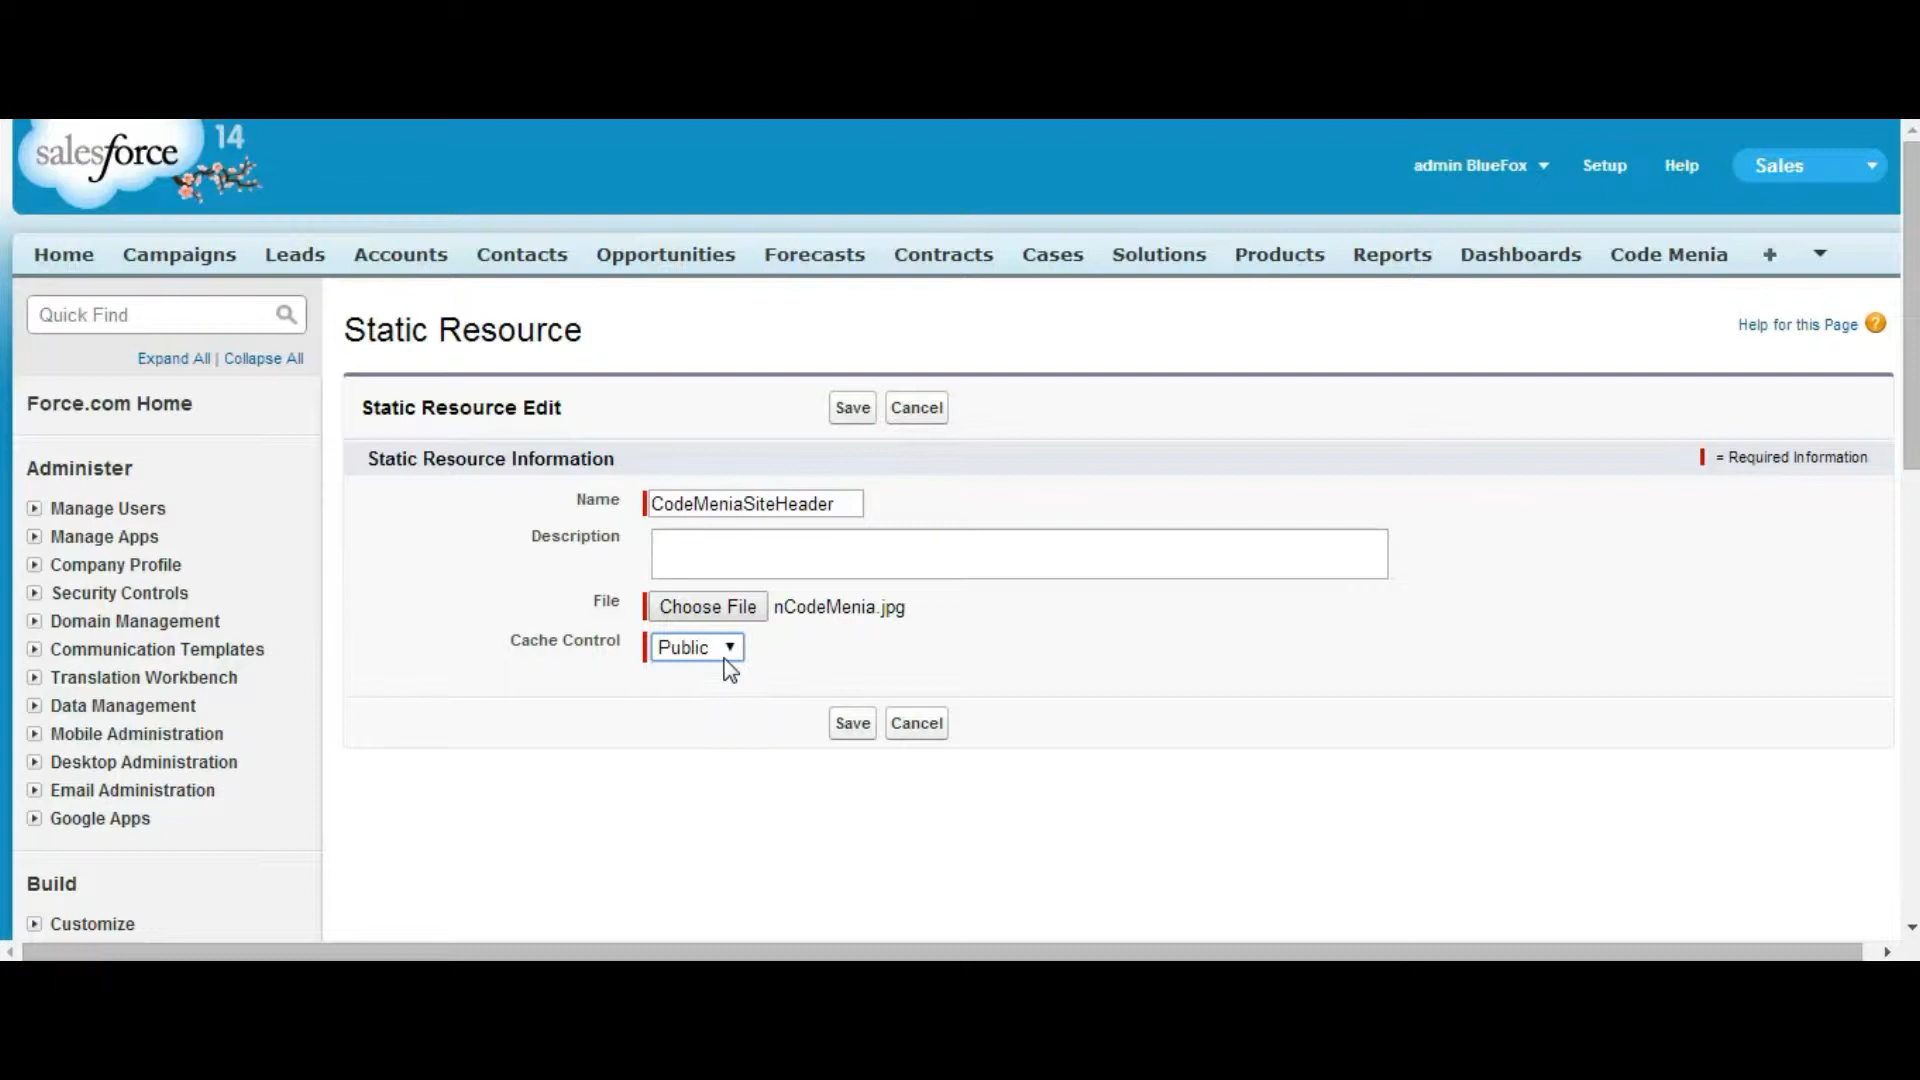 salesforce 14
admin BlueFox Setup Help Sales
Home Campaigns Leads Accounts Contacts Opportunities Forecasts Contracts Cases Solutions Products Reports Dashboards Code Menia +
Quick Find
Expand All | Collapse All
Force.com Home
Administer
Manage Users
Manage Apps
Company Profile
Security Controls
Domain Management
Communication Templates
Translation Workbench
Data Management
Mobile Administration
Desktop Administration
Email Administration
Google Apps
Build
Customize
Static Resource
Help for this Page ?
Static Resource Edit Save Cancel
Static Resource Information = Required Information
Name CodeMeniaSiteHeader
Description
File Choose File nCodeMenia.jpg
Cache Control Public
Save Cancel